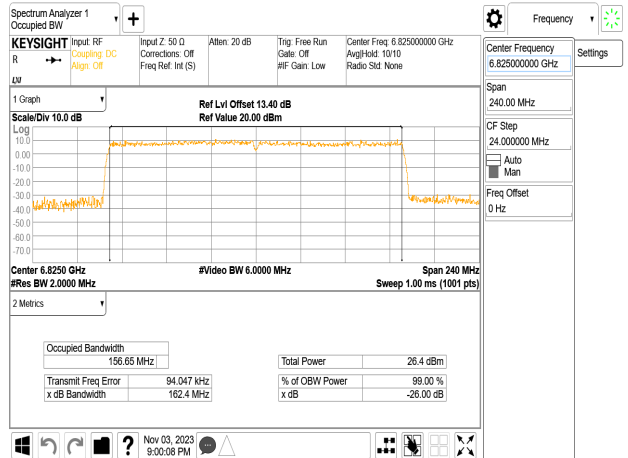 Spectrum Analyzer 1
Occupied BW
Frequency
KEYSIGHT
R
Input: RF
Coupling: DC
Align: Off
Input Z: 50 Ω
Corrections: Off
Freq Ref: Int (S)
Atten: 20 dB
Trig: Free Run
Gate: Off
#IF Gain: Low
Center Freq: 6.825000000 GHz
Avg|Hold: 10/10
Radio Std: None
Center Frequency
6.825000000 GHz
Settings
Span
240.00 MHz
CF Step
24.000000 MHz
Auto
Man
Freq Offset
0 Hz
1 Graph
Scale/Div 10.0 dB
Ref Lvl Offset 13.40 dB
Ref Value 20.00 dBm
Log
10.0
0.00
-10.0
-20.0
-30.0
-40.0
-50.0
-60.0
-70.0
Center 6.8250 GHz
#Video BW 6.0000 MHz
Span 240 MHz
#Res BW 2.0000 MHz
Sweep 1.00 ms (1001 pts)
2 Metrics
Occupied Bandwidth
156.65 MHz
Total Power 26.4 dBm
Transmit Freq Error 94.047 kHz
% of OBW Power 99.00 %
x dB Bandwidth 162.4 MHz
x dB -26.00 dB
?
Nov 03, 2023
9:00:08 PM